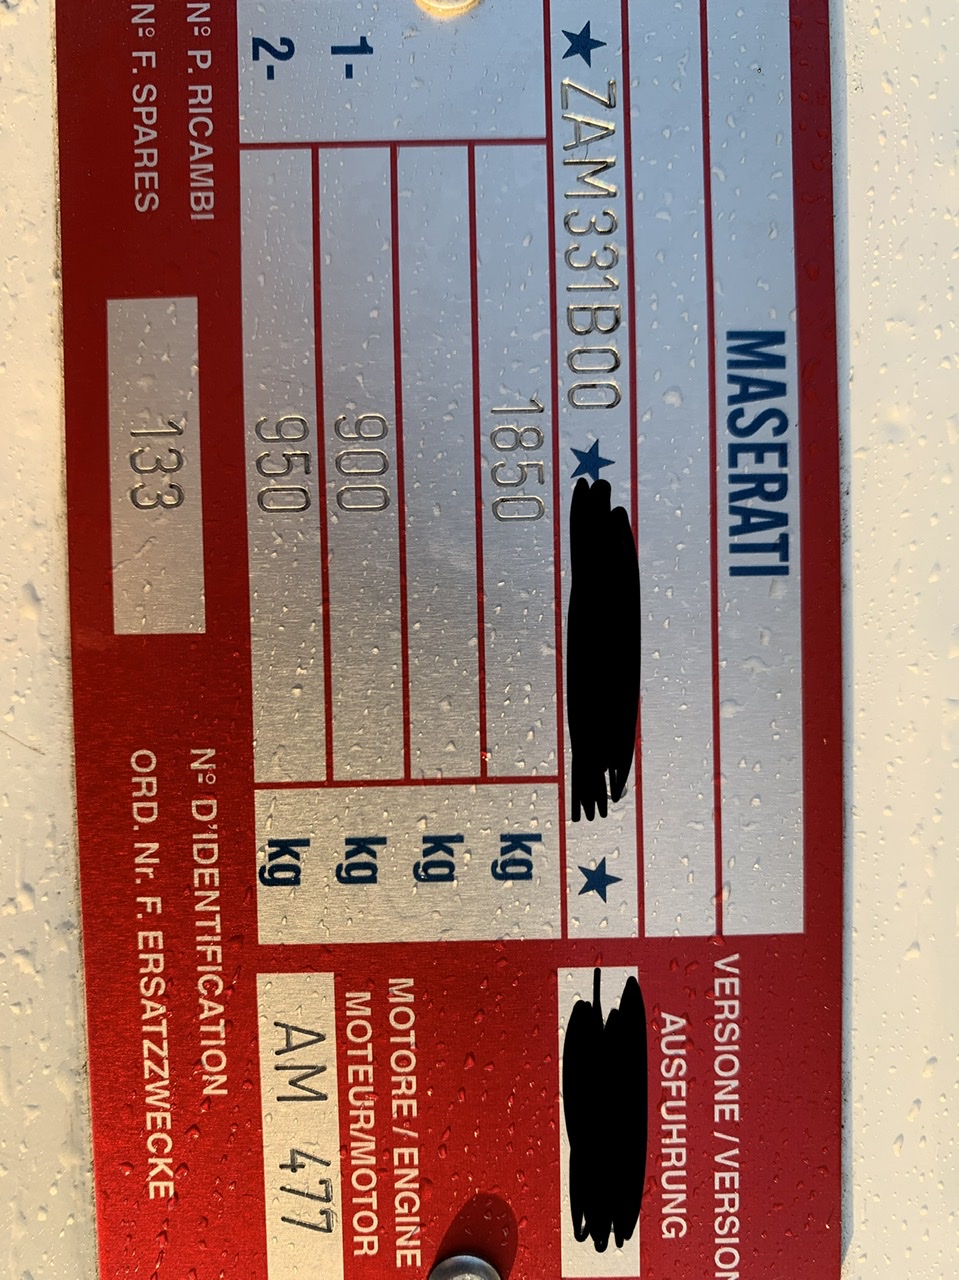 MASERATI
VERSIONE / VERSION
AUSFUHRUNG
★ ZAM331B00 ★ ★
1850 kg
kg
1- 900 kg
2- 950 kg
MOTORE / ENGINE
MOTEUR/MOTOR
AM 477
Nº P. RICAMBI
Nº F. SPARES
133
Nº D'IDENTIFICATION
ORD. Nr. F. ERSATZZWECKE